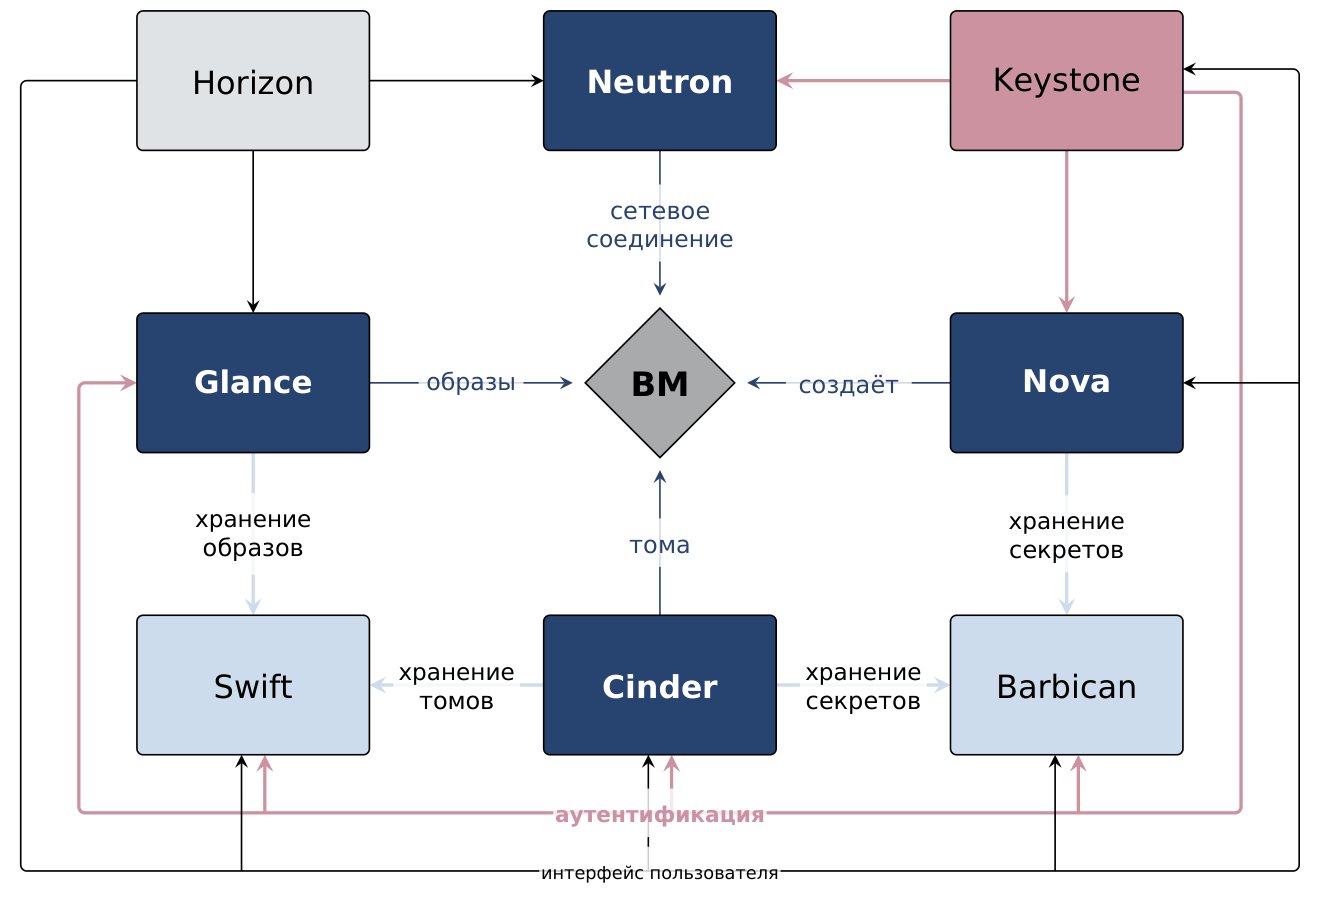 Horizon
Neutron
Keystone
сетевое
соединение
Glance
образы
ВМ
создаёт
Nova
хранение
образов
тома
хранение
секретов
Swift
хранение
томов
Cinder
хранение
секретов
Barbican
аутентификация
интерфейс пользователя